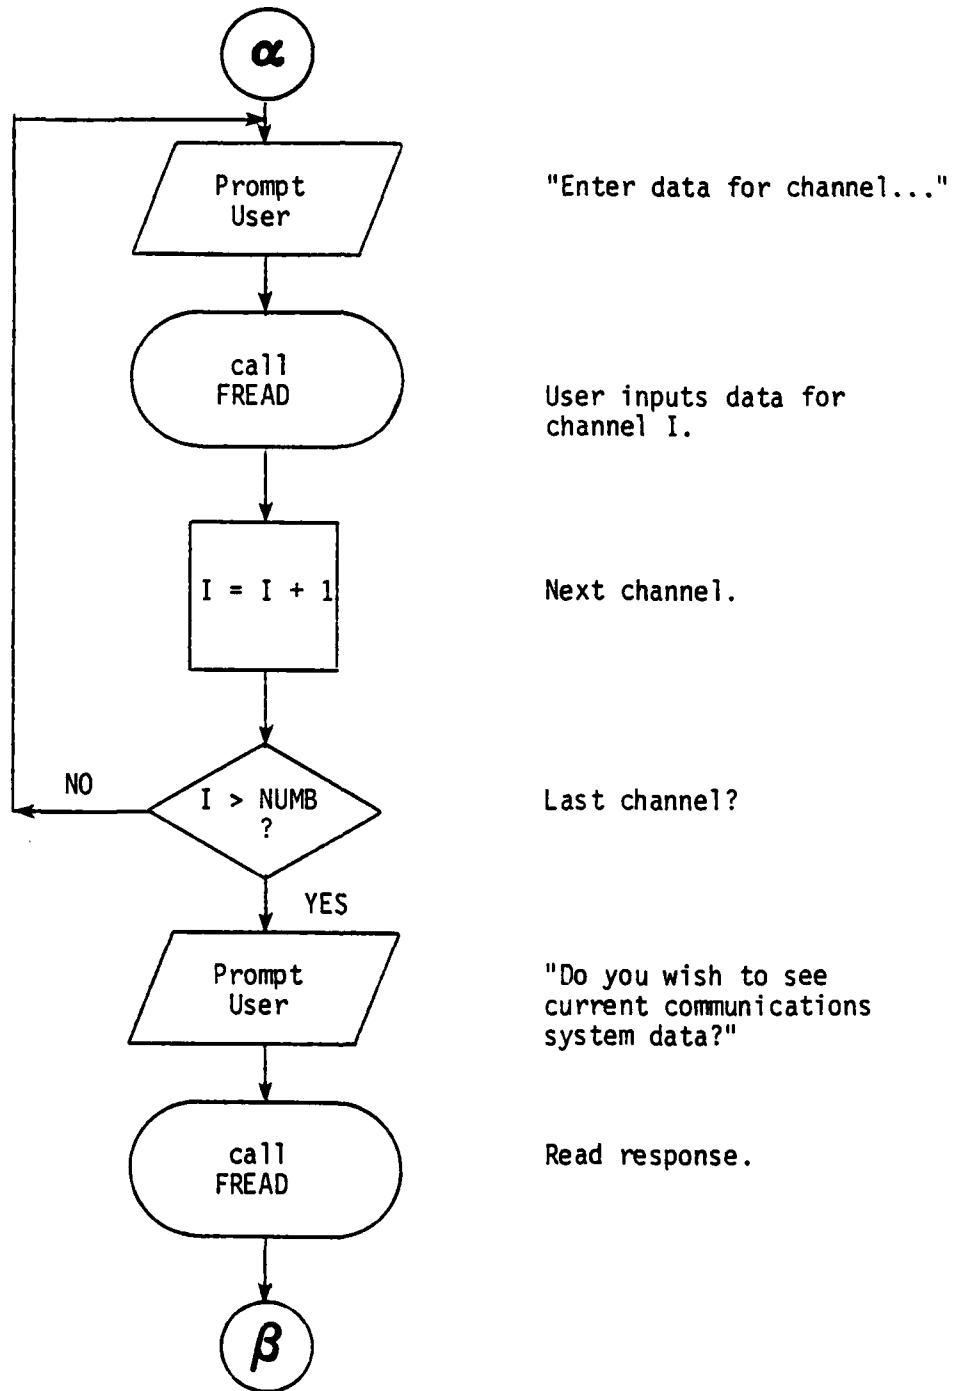 α
Prompt
User
"Enter data for channel..."
call
FREAD
User inputs data for
channel I.
I = I + 1
Next channel.
NO
I > NUMB
?
Last channel?
YES
Prompt
User
"Do you wish to see
current communications
system data?"
call
FREAD
Read response.
β